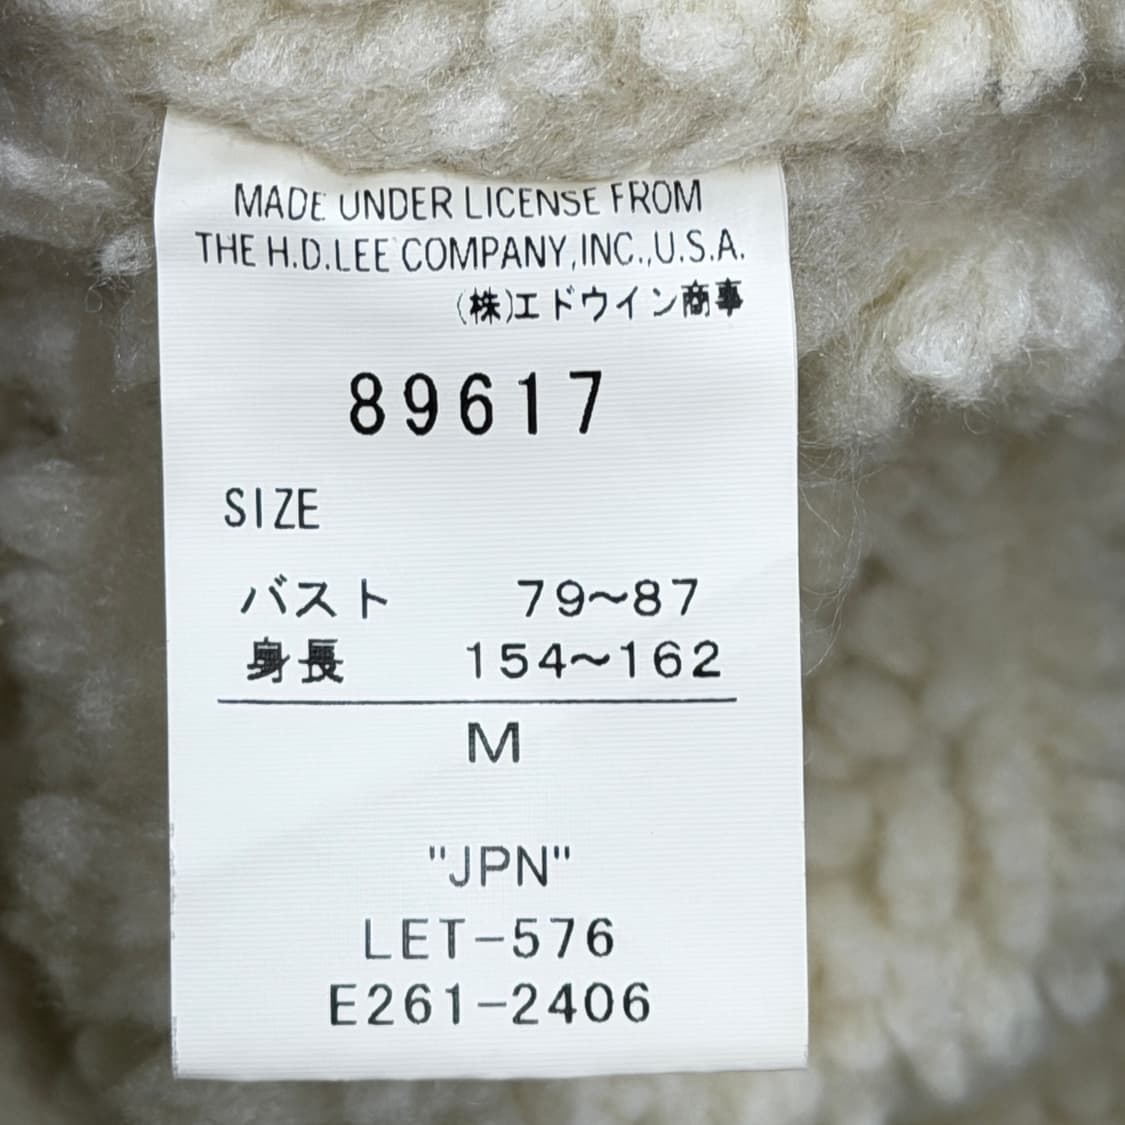 MADE UNDER LICENSE FROM
THE H.D.LEE COMPANY,INC.,U.S.A.
(株)エドウイン商事
89617
SIZE
バスト 79~87
身長 154~162
M
"JPN"
LET-576
E261-2406